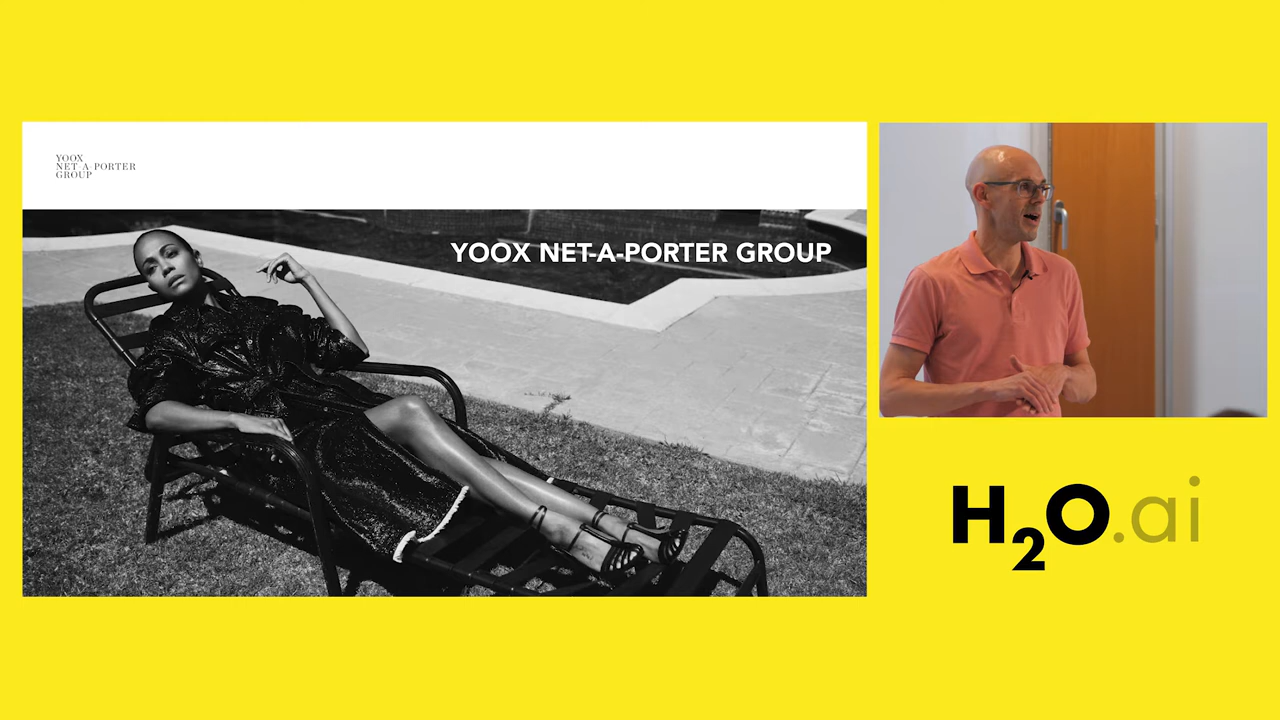 YOOX
NET-A-PORTER
GROUP
YOOX NET-A-PORTER GROUP
H2O.ai